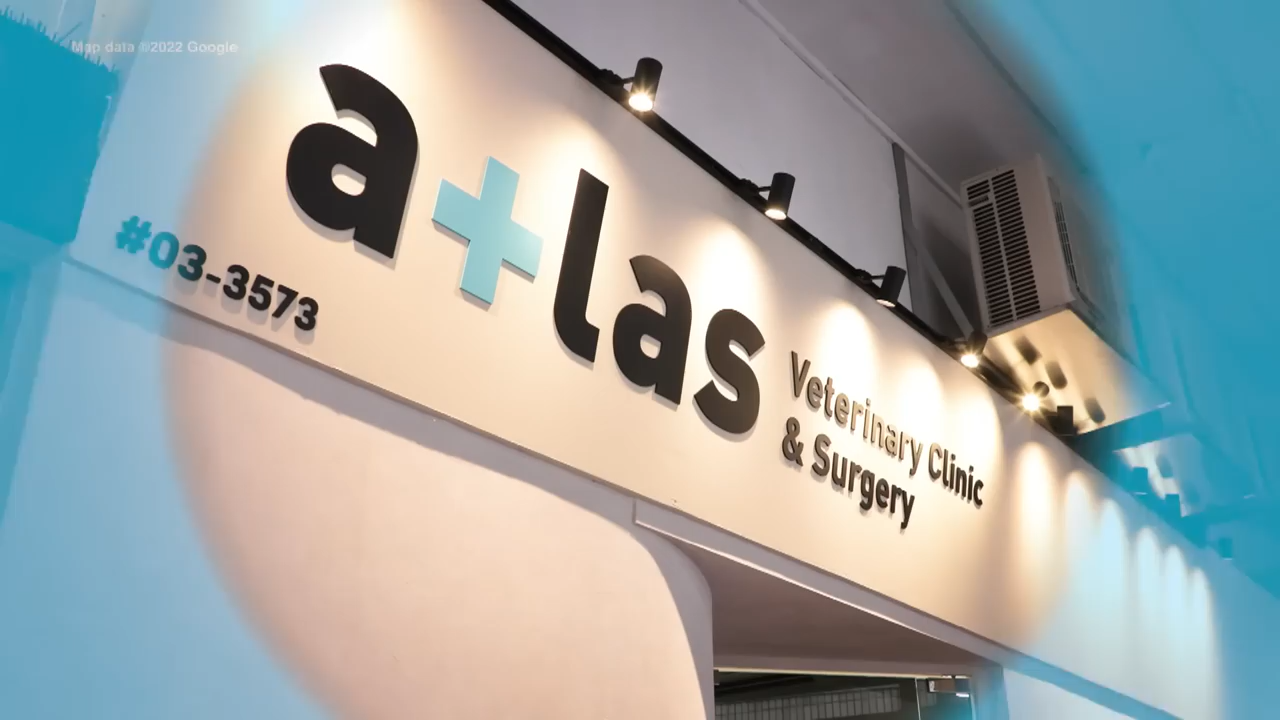 Map data ©2022 Google
a+las
#03-3573
Veterinary Clinic
& Surgery